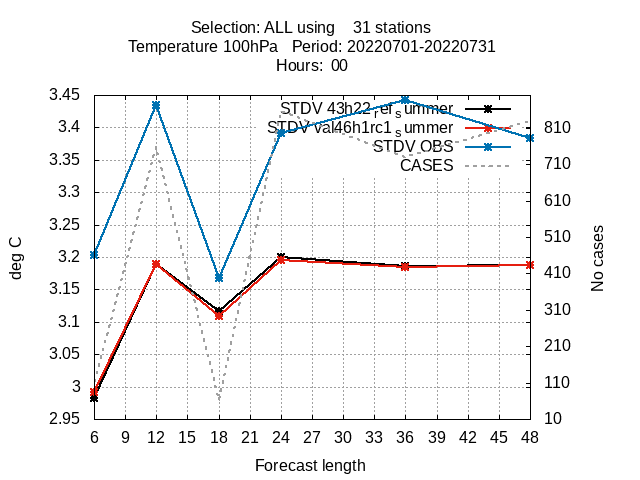 Selection: ALL using    31 stations
Temperature 100hPa   Period: 20220701-20220731
Hours:  00
STDV 43h22_rer_summer
STDV val46h1rc1_summer
STDV OBS
CASES
3.45
3.4
3.35
3.3
3.25
3.2
3.15
3.1
3.05
3
2.95
deg C
810
710
610
510
410
310
210
110
10
No cases
6 9 12 15 18 21 24 27 30 33 36 39 42 45 48
Forecast length